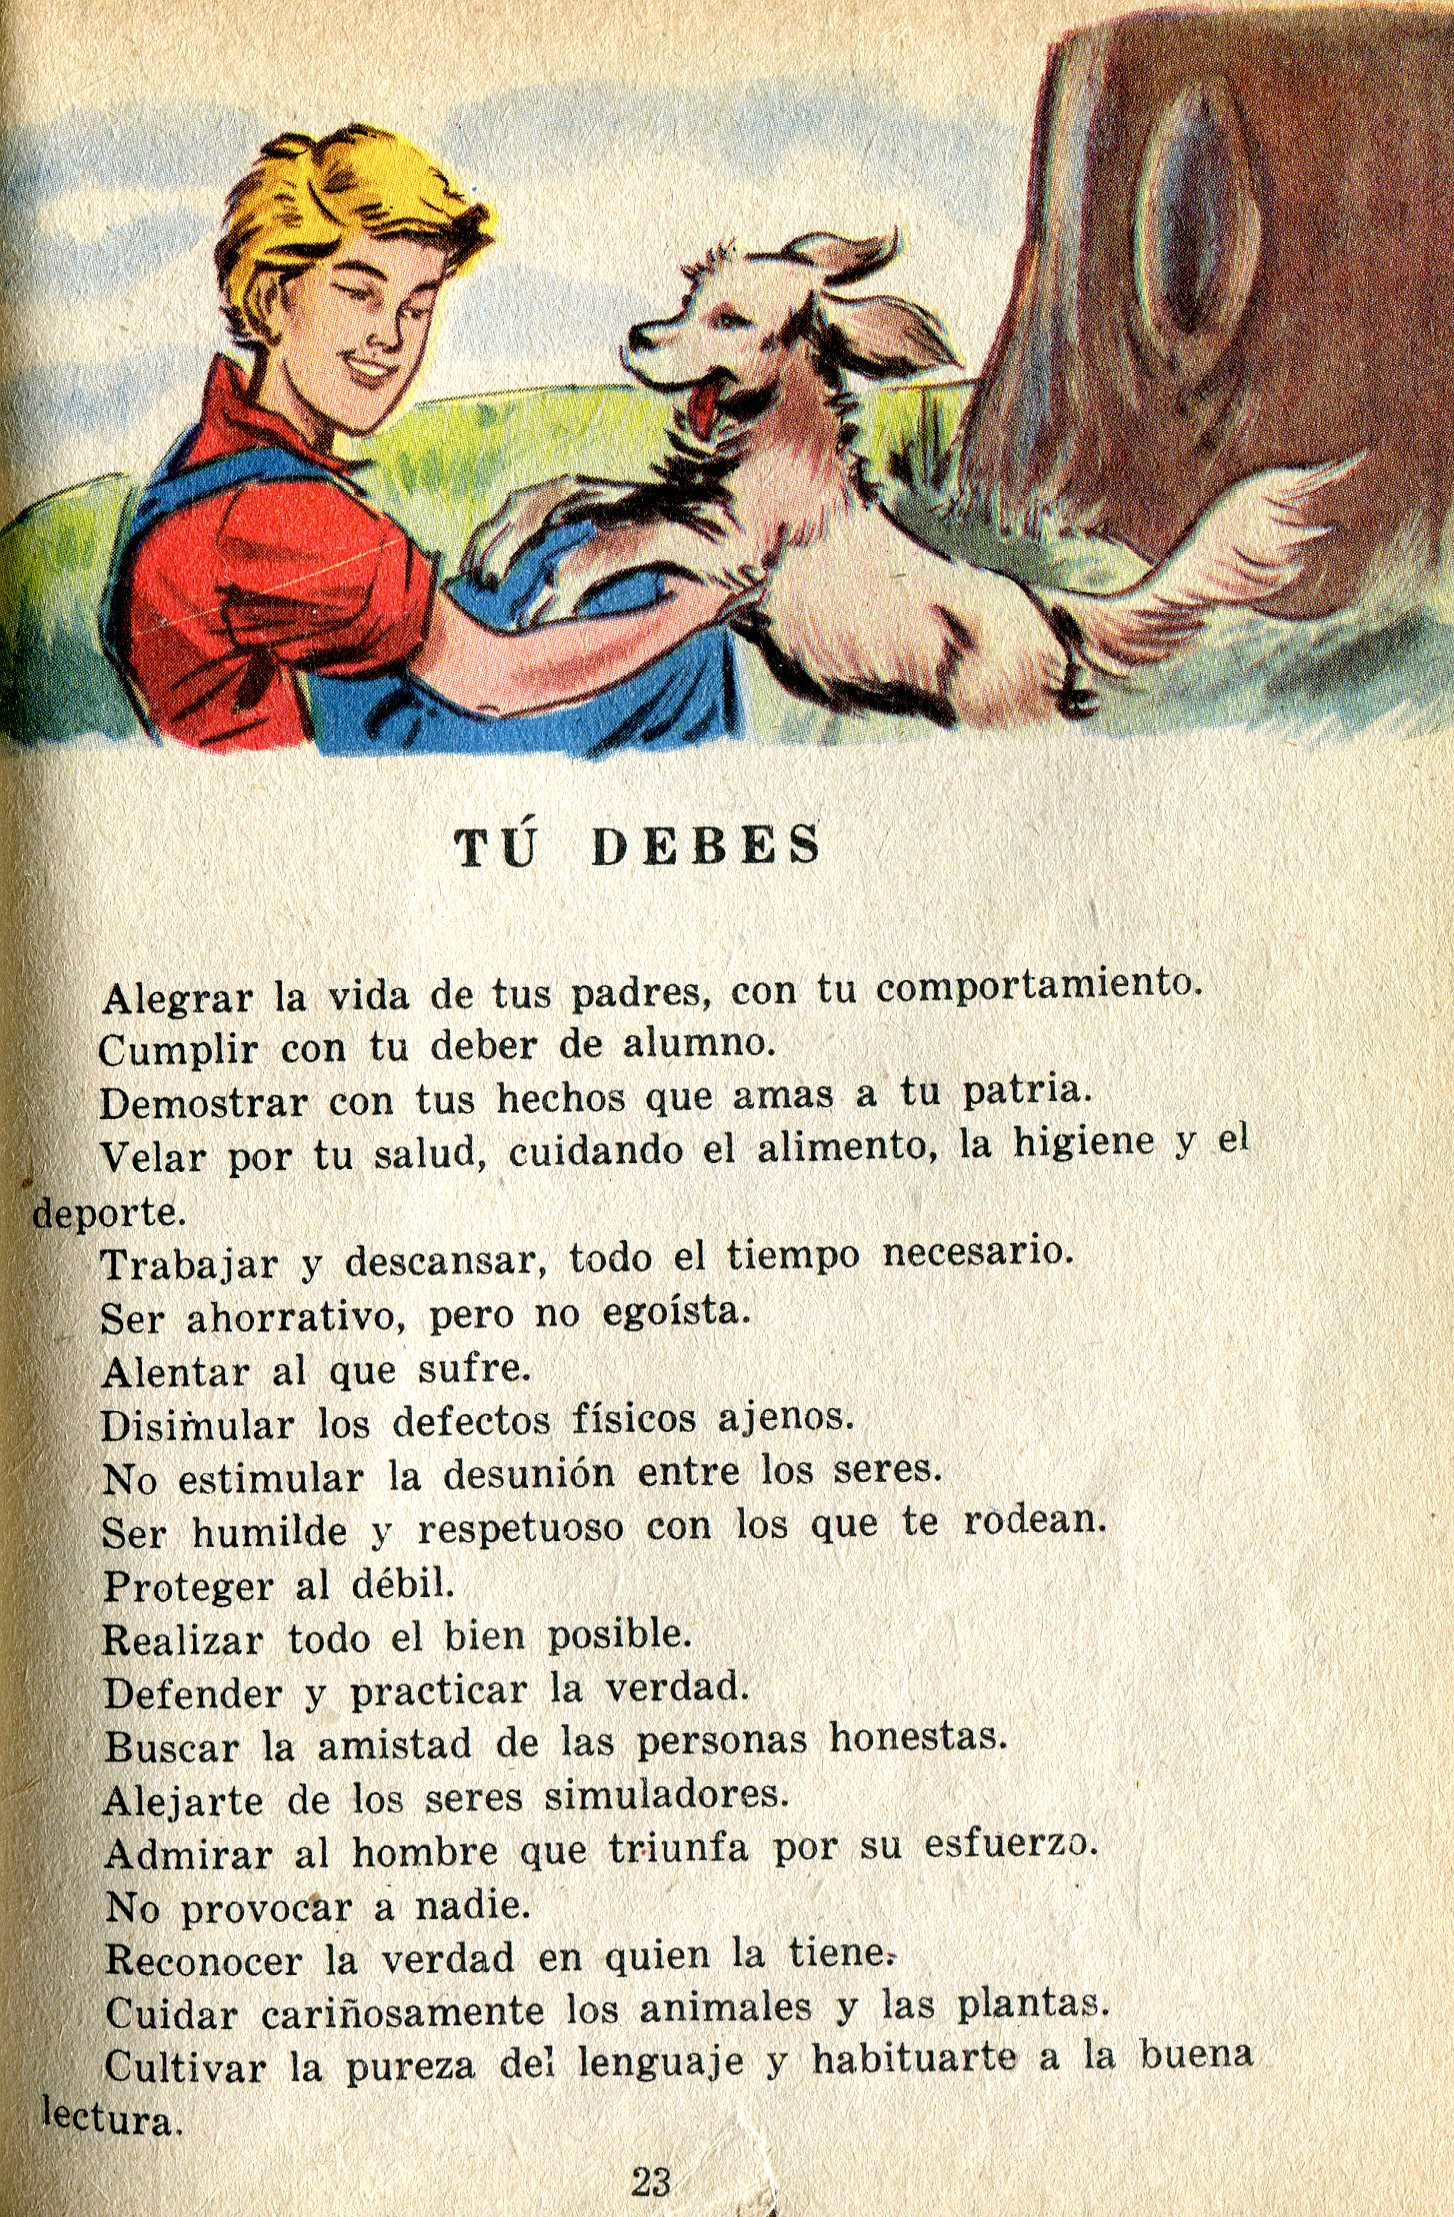 TÚ DEBES
Alegrar la vida de tus padres, con tu comportamiento.
Cumplir con tu deber de alumno.
Demostrar con tus hechos que amas a tu patria.
Velar por tu salud, cuidando el alimento, la higiene y el
deporte.
Trabajar y descansar, todo el tiempo necesario.
Ser ahorrativo, pero no egoísta.
Alentar al que sufre.
Disimular los defectos físicos ajenos.
No estimular la desunión entre los seres.
Ser humilde y respetuoso con los que te rodean.
Proteger al débil.
Realizar todo el bien posible.
Defender y practicar la verdad.
Buscar la amistad de las personas honestas.
Alejarte de los seres simuladores.
Admirar al hombre que triunfa por su esfuerzo.
No provocar a nadie.
Reconocer la verdad en quien la tiene.
Cuidar cariñosamente los animales y las plantas.
Cultivar la pureza del lenguaje y habituarte a la buena
lectura.
23